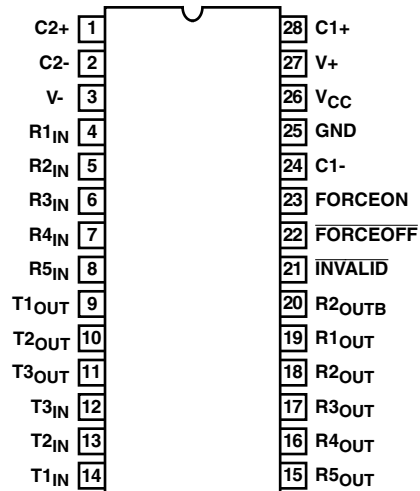 C2+ 1 28 C1+
C2- 2 27 V+
V- 3 26 VCC
R1IN 4 25 GND
R2IN 5 24 C1-
R3IN 6 23 FORCEON
R4IN 7 22 FORCEOFF
R5IN 8 21 INVALID
T1OUT 9 20 R2OUTB
T2OUT 10 19 R1OUT
T3OUT 11 18 R2OUT
T3IN 12 17 R3OUT
T2IN 13 16 R4OUT
T1IN 14 15 R5OUT